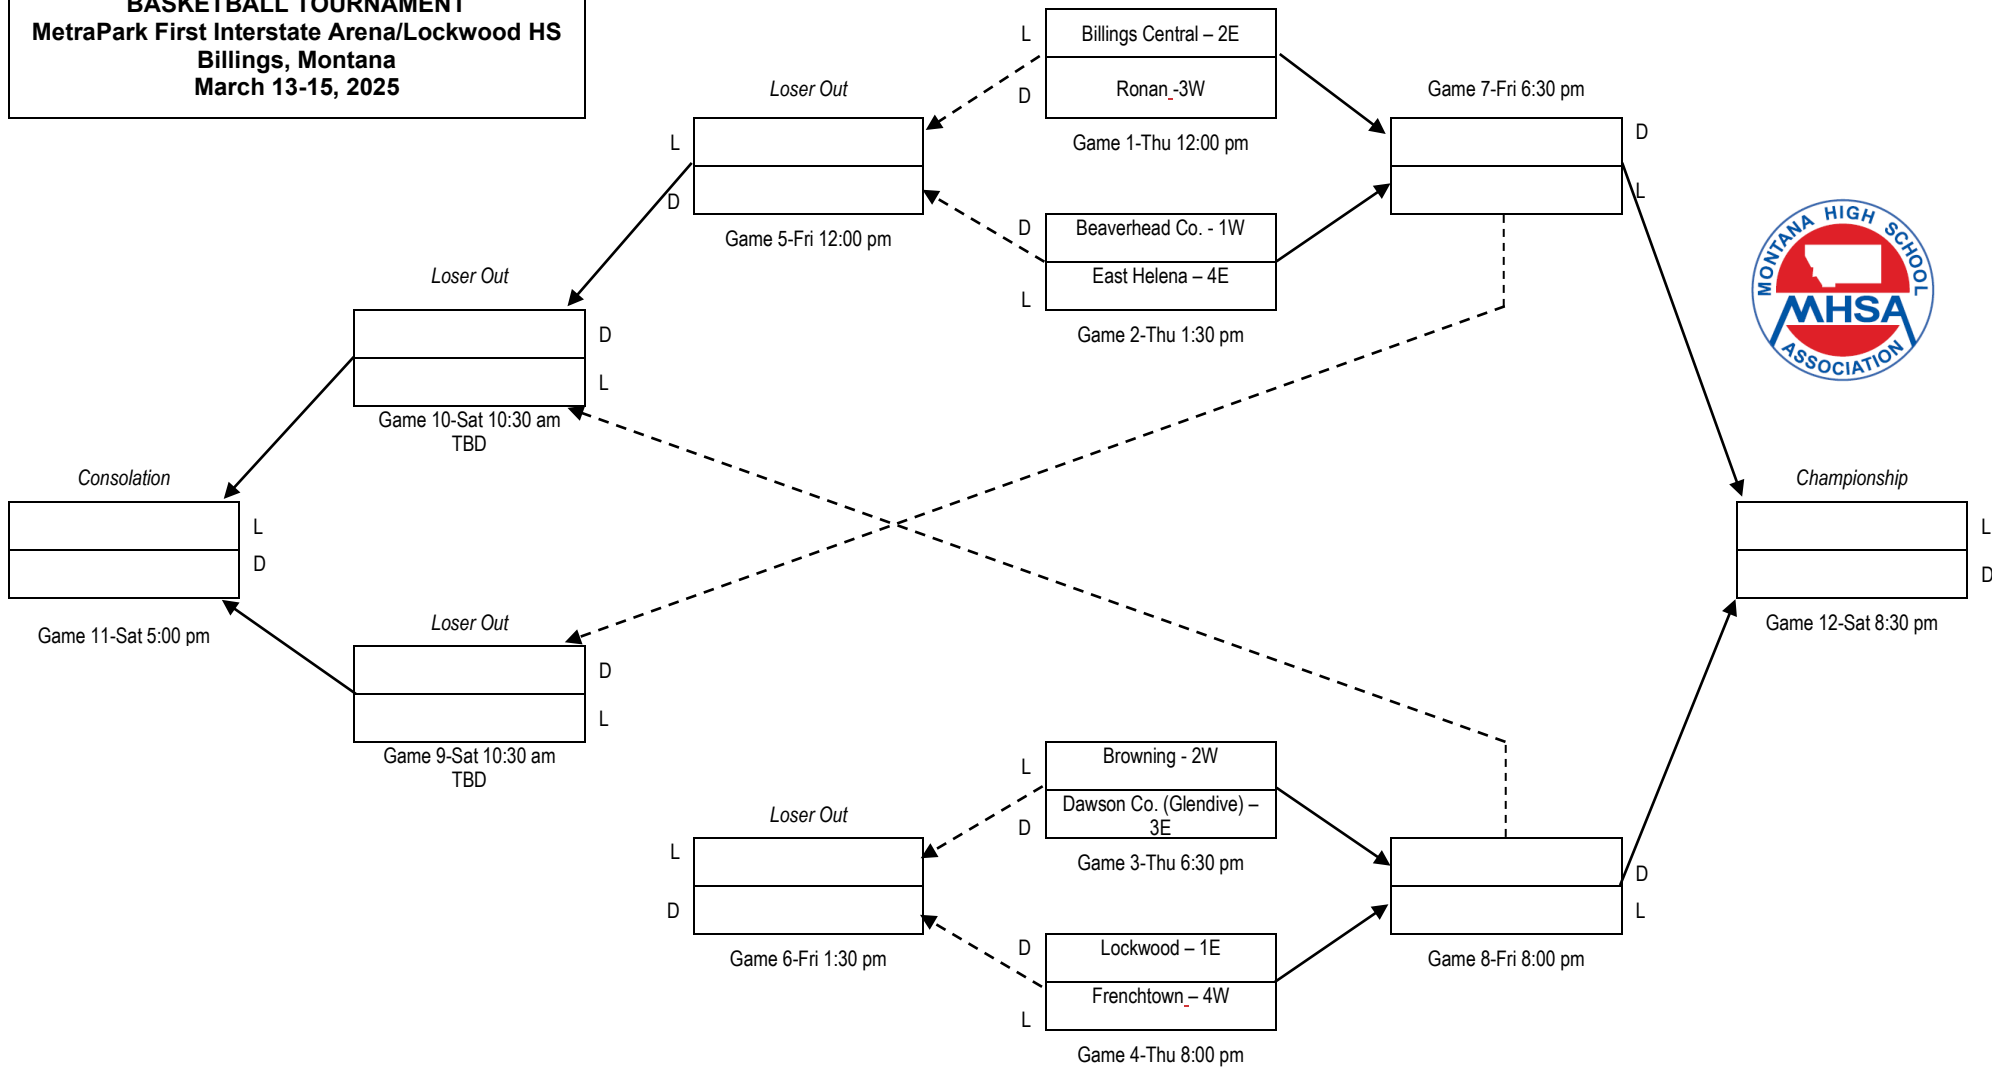 BASKETBALL TOURNAMENT
MetraPark First Interstate Arena/Lockwood HS
Billings, Montana
March 13-15, 2025
L
Billings Central – 2E
D
Ronan -3W
Game 1-Thu 12:00 pm
Loser Out
L
D
Game 5-Fri 12:00 pm
Game 7-Fri 6:30 pm
D
L
D
Beaverhead Co. - 1W
L
East Helena – 4E
Game 2-Thu 1:30 pm
MONTANA HIGH SCHOOL
MHSA
ASSOCIATION
Loser Out
D
L
Game 10-Sat 10:30 am
TBD
Consolation
L
D
Game 11-Sat 5:00 pm
Championship
L
D
Game 12-Sat 8:30 pm
Loser Out
D
L
Game 9-Sat 10:30 am
TBD
L
Browning - 2W
D
Dawson Co. (Glendive) –
3E
Game 3-Thu 6:30 pm
Loser Out
L
D
Game 6-Fri 1:30 pm
D
L
Game 8-Fri 8:00 pm
D
Lockwood – 1E
L
Frenchtown – 4W
Game 4-Thu 8:00 pm